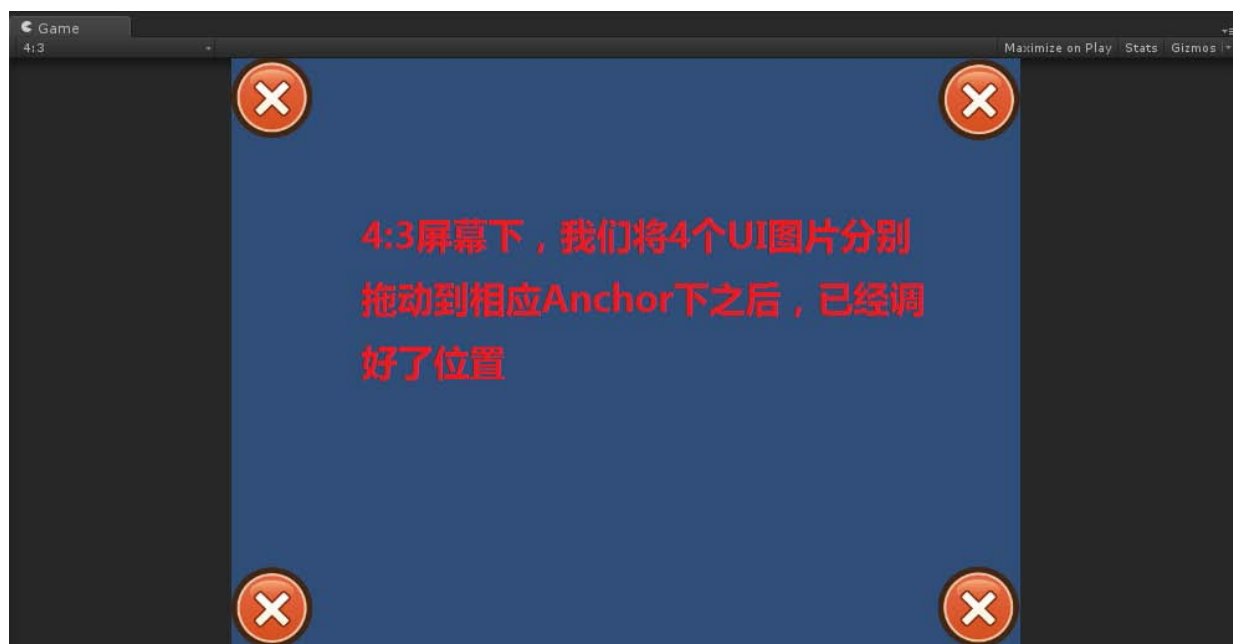 Game
4:3
Maximize on Play Stats Gizmos
4:3屏幕下，我们将4个UI图片分别
拖动到相应Anchor下之后，已经调
好了位置